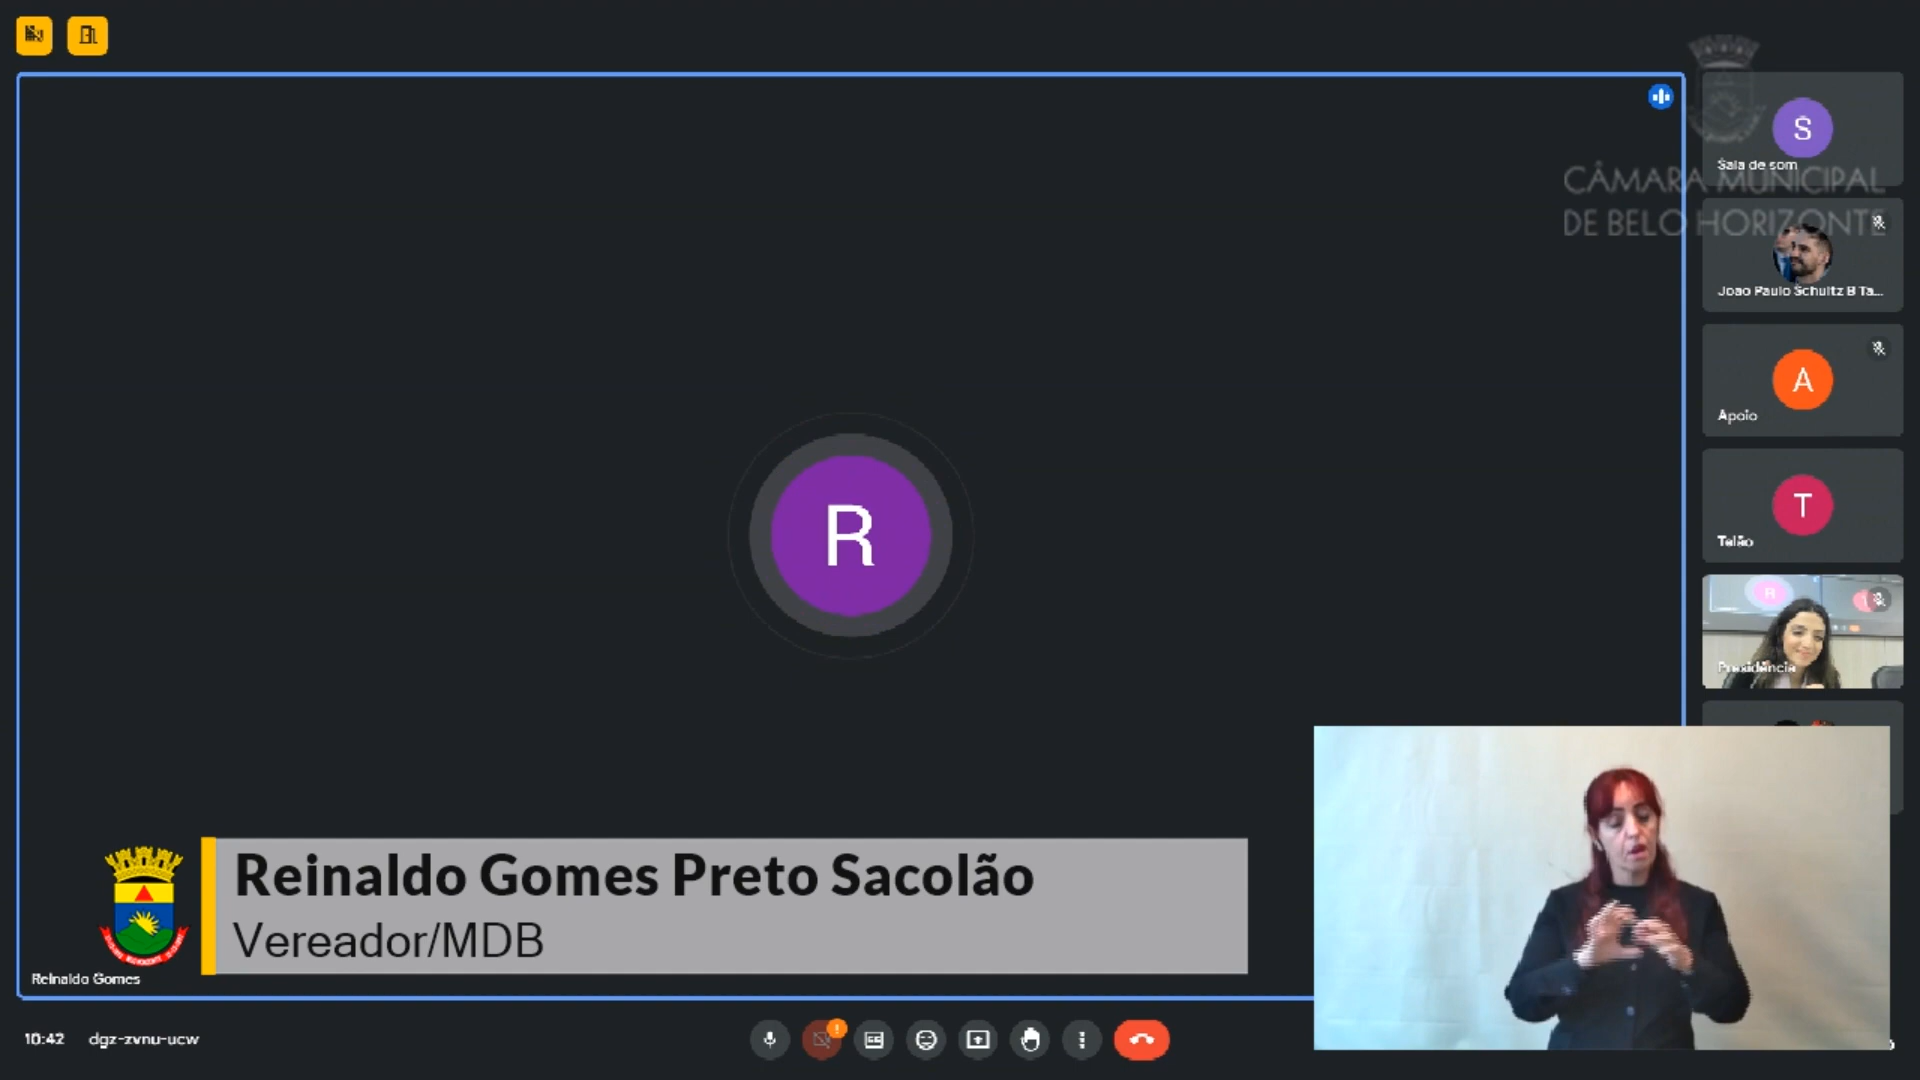 CÂMARA MUNICIPAL
DE BELO HORIZONTE
S
Sala de som
Joao Paulo Schultz B Ta...
A
Apoio
T
Telão
R
Presidência
R
Reinaldo Gomes Preto Sacolão
Vereador/MDB
Reinaldo Gomes
10:42
dgz-zvnu-ucw